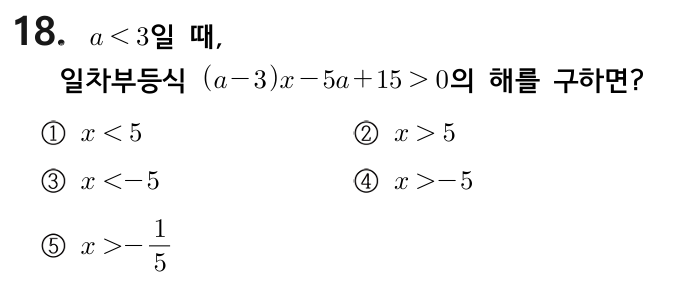 18. a < 3일 때,
일차부등식 (a-3)x-5a+15 > 0의 해를 구하면?
① x < 5 ② x > 5
③ x <-5 ④ x >-5
⑤ x >-1/5